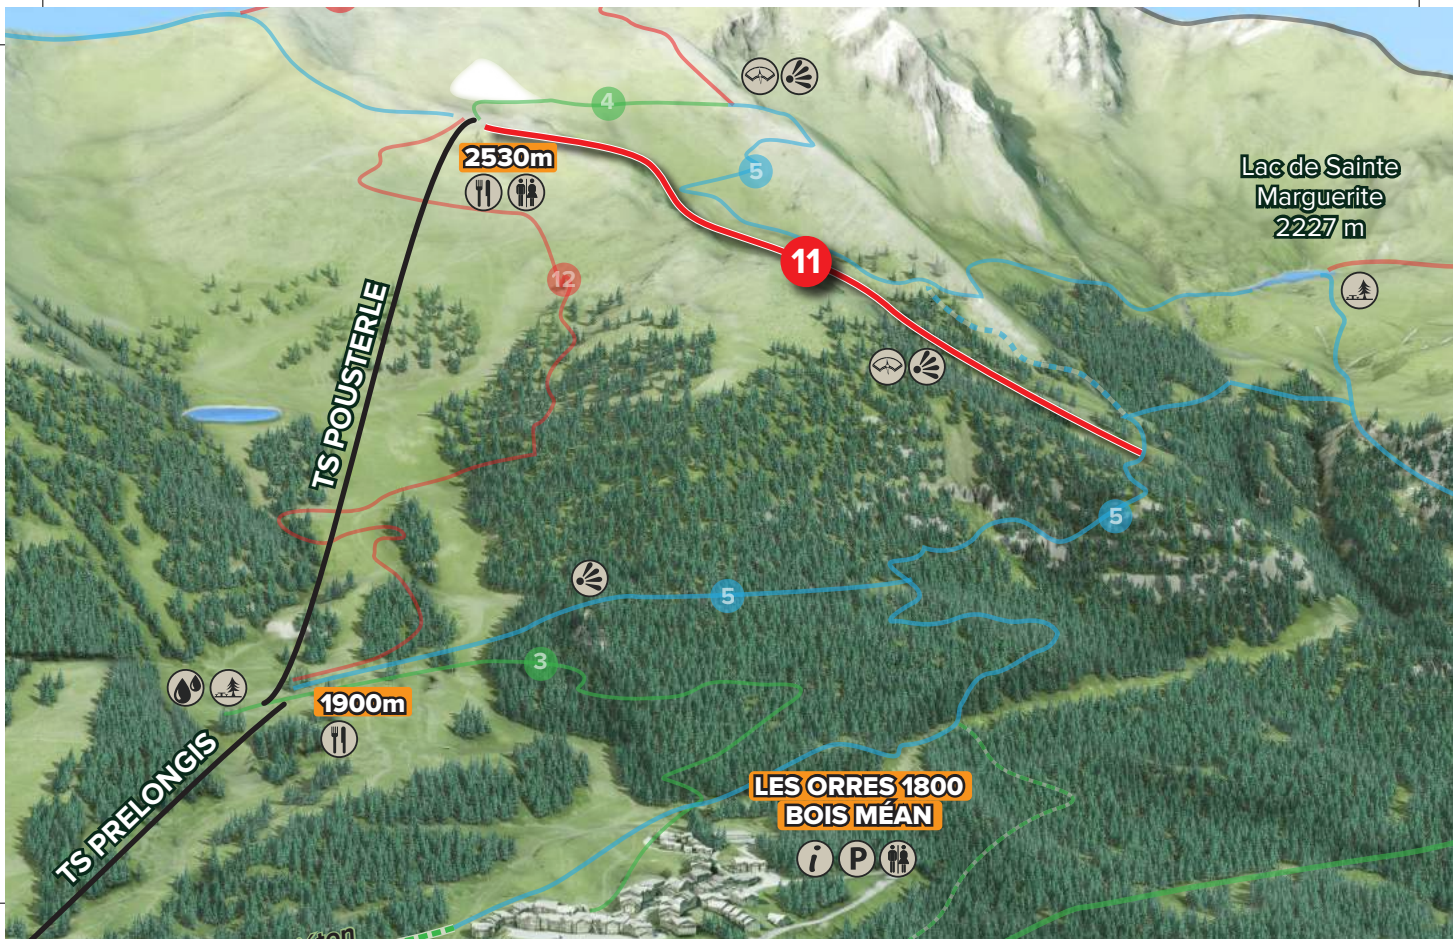 4
5
2530m
Lac de Sainte
Marguerite
2227 m
11
12
TS POUSTERLE
5
5
3
1900m
TS PRELONGIS
LES ORRES 1800
BOIS MÉAN
i
P